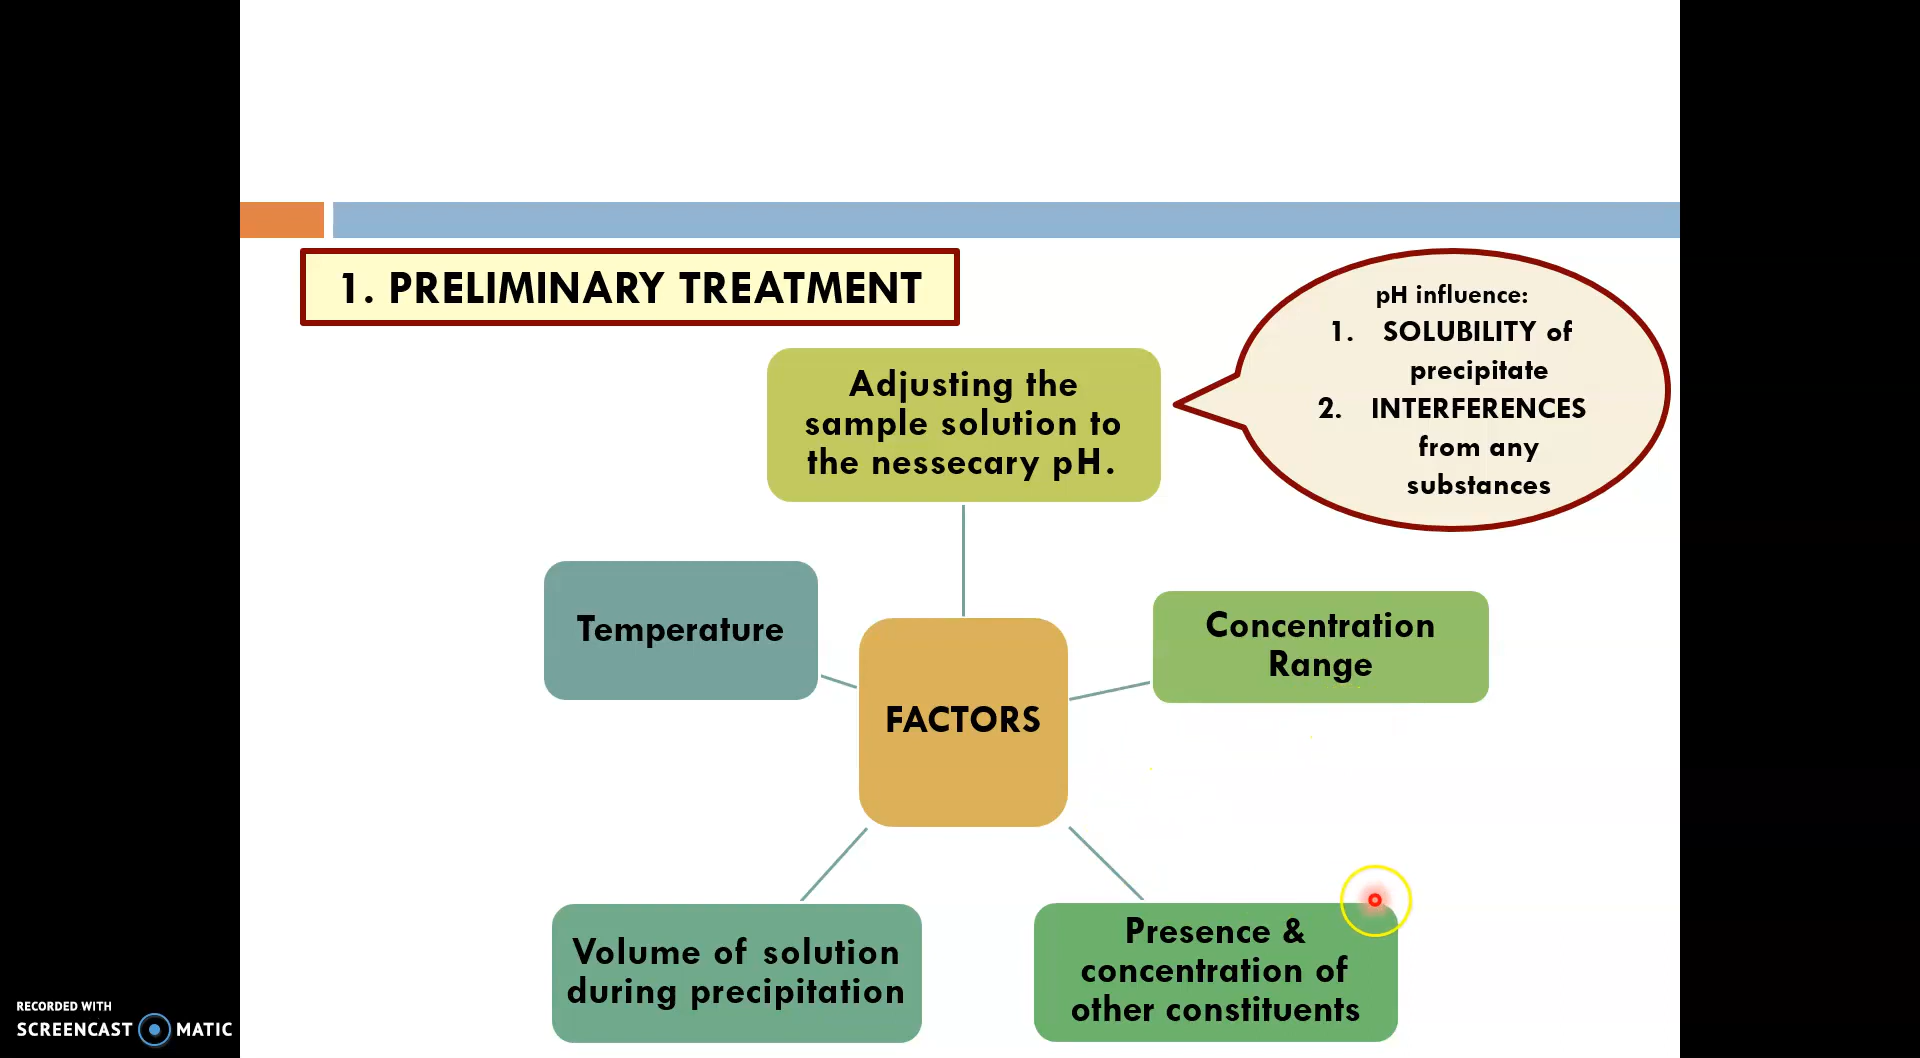 1. PRELIMINARY TREATMENT
pH influence:
1. SOLUBILITY of
precipitate
2. INTERFERENCES
from any
substances
Adjusting the
sample solution to
the nessecary pH.
Temperature
Concentration
Range
FACTORS
Volume of solution
during precipitation
Presence &
concentration of
other constituents
RECORDED WITH
SCREENCAST MATIC